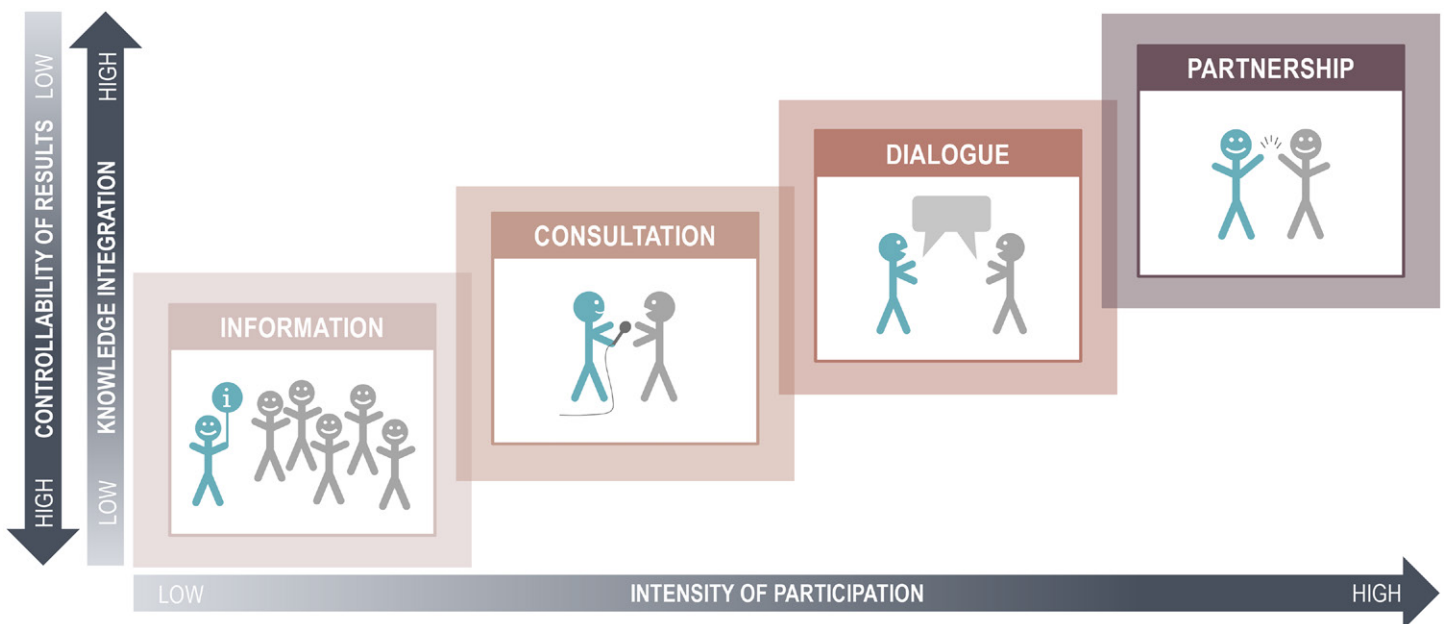 LOW
CONTROLLABILITY OF RESULTS
HIGH
HIGH
KNOWLEDGE INTEGRATION
LOW
PARTNERSHIP
DIALOGUE
CONSULTATION
INFORMATION
i
LOW
INTENSITY OF PARTICIPATION
HIGH